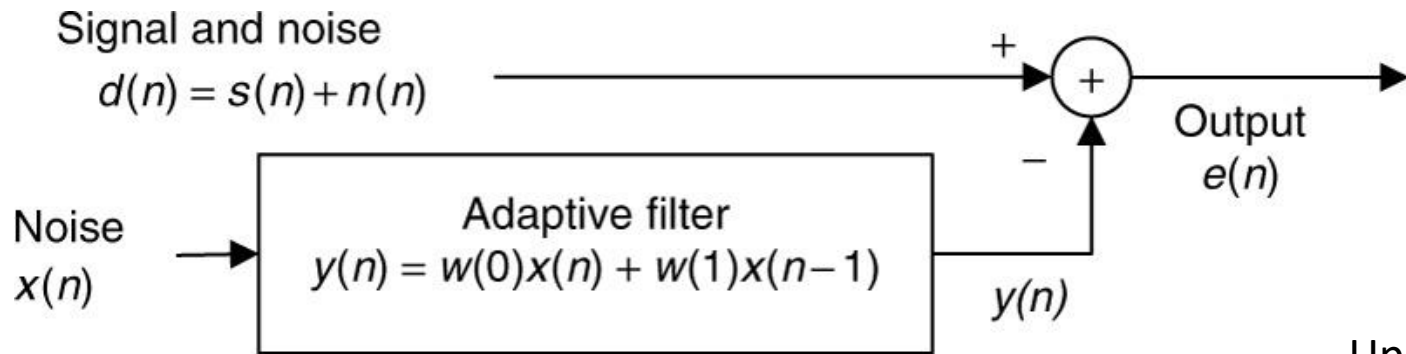 Signal and noise
d(n) = s(n)+n(n)
+
+
Output
e(n)
−
Adaptive filter
y(n) = w(0)x(n) + w(1)x(n−1)
Noise
x(n)
y(n)